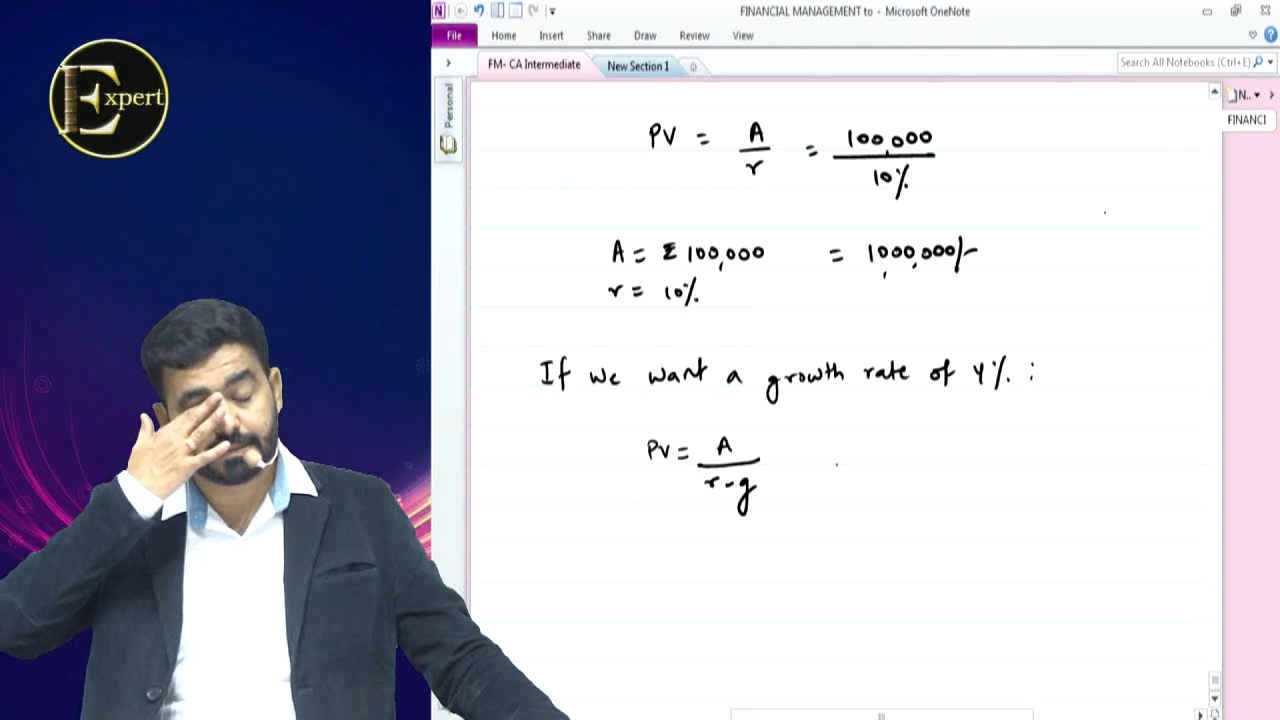 Expert
FINANCIAL MANAGEMENT to - Microsoft OneNote
File Home Insert Share Draw Review View
FM- CA Intermediate New Section 1
Search All Notebooks (Ctrl+E)
N..
Personal
FINANCI
PV = A / r = 100,000 / 10%
A = Σ 100,000 = 1000,000/-
r = 10%
If we want a growth rate of 4% :
PV = A / r - g